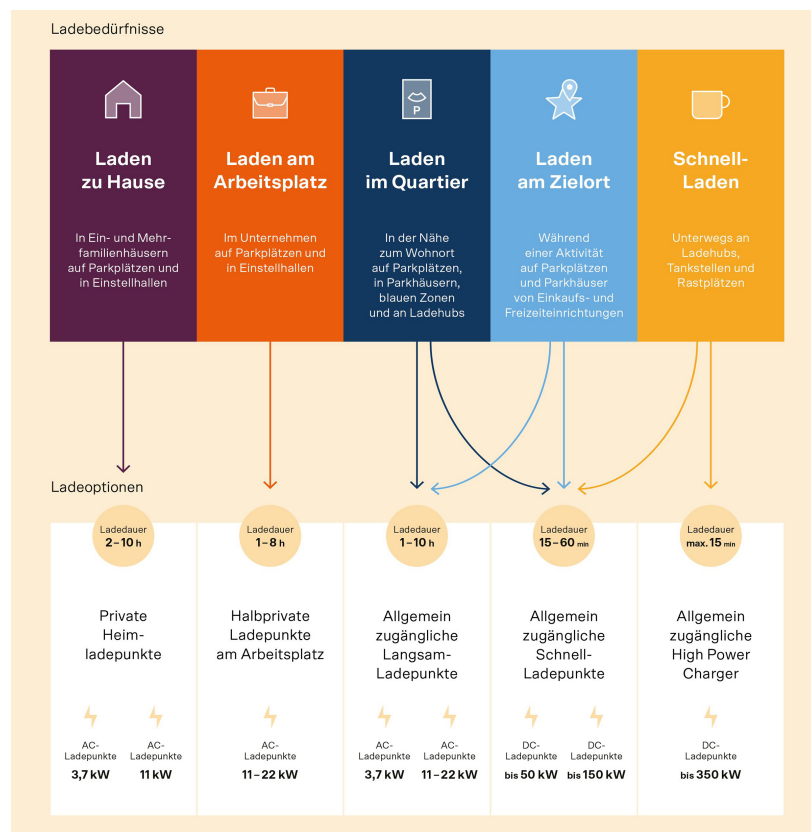 Ladebedürfnisse
Laden
zu Hause
In Ein- und Mehr-
familienhäusern
auf Parkplätzen und
in Einstellhallen
Laden am
Arbeitsplatz
Im Unternehmen
auf Parkplätzen und
in Einstellhallen
P
Laden
im Quartier
In der Nähe
zum Wohnort
auf Parkplätzen,
in Parkhäusern,
blauen Zonen
und an Ladehubs
Laden
am Zielort
Während
einer Aktivität
auf Parkplätzen
und Parkhäuser
von Einkaufs- und
Freizeiteinrichtungen
Schnell-
Laden
Unterwegs an
Ladehubs,
Tankstellen und
Rastplätzen
Ladeoptionen
Ladedauer
2–10 h
Private
Heim-
ladepunkte
AC-
Ladepunkte
3,7 kW
AC-
Ladepunkte
11 kW
Ladedauer
1–8 h
Halbprivate
Ladepunkte
am Arbeitsplatz
AC-
Ladepunkte
11–22 kW
Ladedauer
1–10 h
Allgemein
zugängliche
Langsam-
Ladepunkte
AC-
Ladepunkte
3,7 kW
AC-
Ladepunkte
11–22 kW
Ladedauer
15–60 min
Allgemein
zugängliche
Schnell-
Ladepunkte
DC-
Ladepunkte
bis 50 kW
DC-
Ladepunkte
bis 150 kW
Ladedauer
max. 15 min
Allgemein
zugängliche
High Power
Charger
DC-
Ladepunkte
bis 350 kW